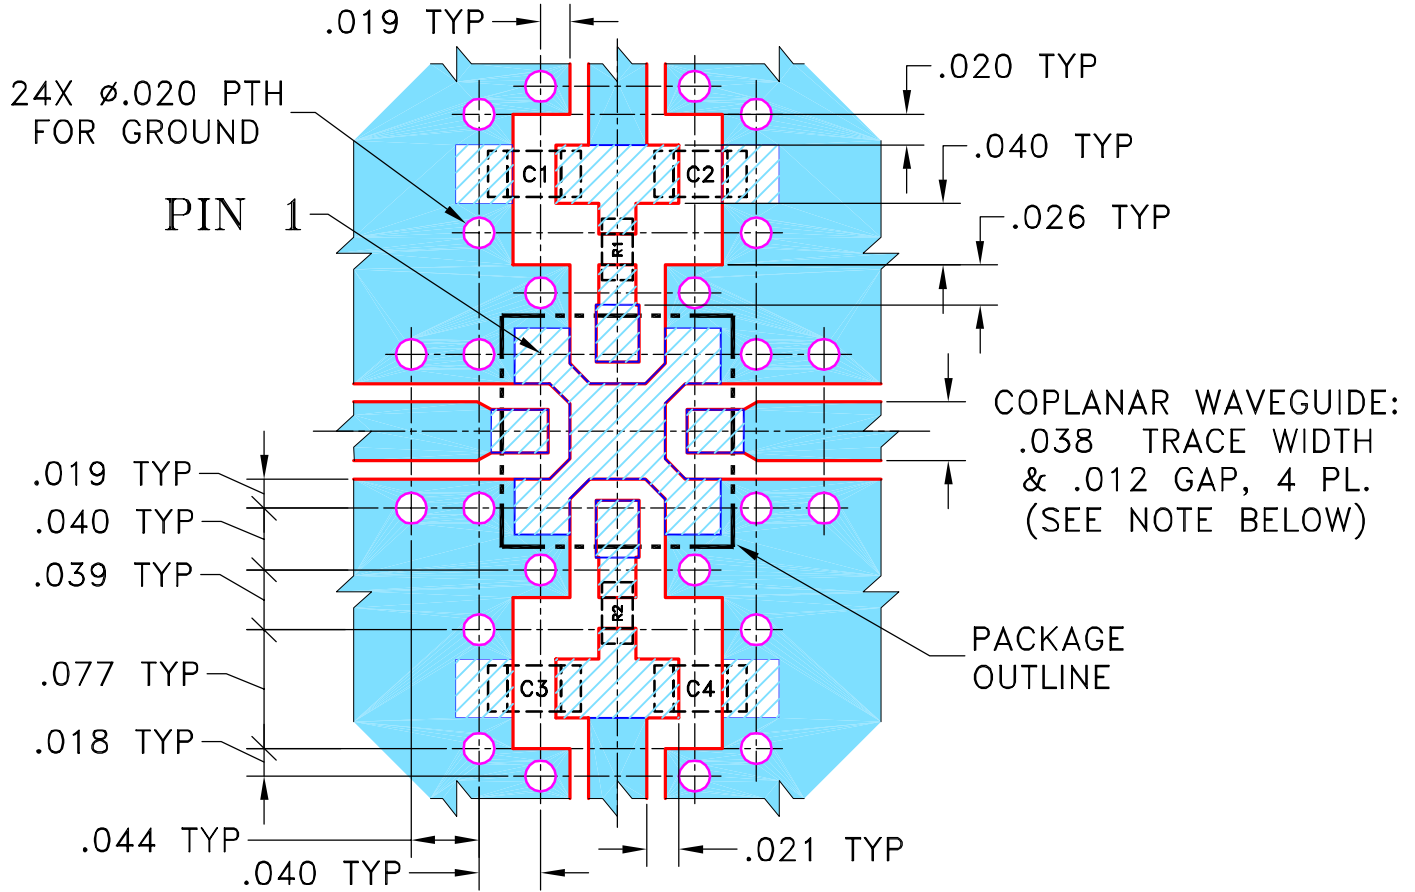 .019 TYP
.020 TYP
24X ø.020 PTH
FOR GROUND
.040 TYP
C1
C2
PIN 1
.026 TYP
R1
COPLANAR WAVEGUIDE:
.038 TRACE WIDTH
& .012 GAP, 4 PL.
(SEE NOTE BELOW)
.019 TYP
.040 TYP
.039 TYP
R2
PACKAGE
OUTLINE
.077 TYP
C3
C4
.018 TYP
.044 TYP
.021 TYP
.040 TYP